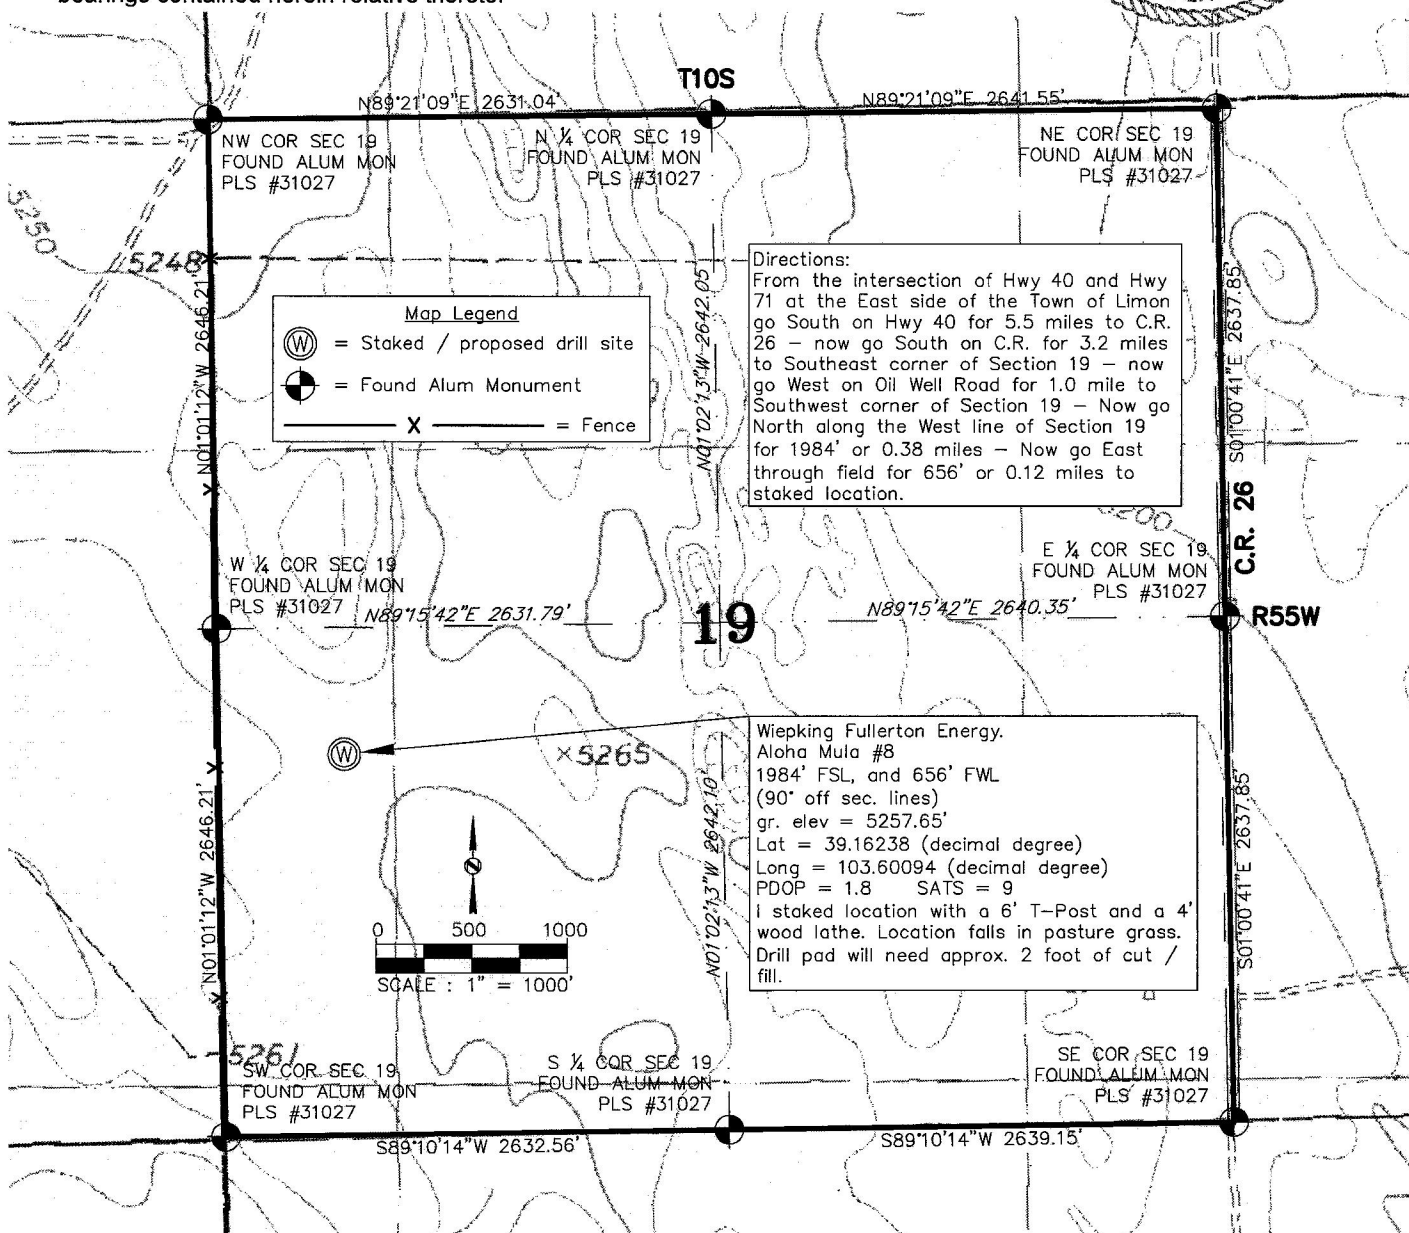 bearings contained herein relative thereto.
T10S
N89°21'09"E 2631.04'
N89°21'09"E 2641.55'
NW COR SEC 19
FOUND ALUM MON
PLS #31027
N ¼ COR SEC 19
FOUND ALUM MON
PLS #31027
NE COR SEC 19
FOUND ALUM MON
PLS #31027
5250
5248
N01°01'12"W 2646.21'
Map Legend
W = Staked / proposed drill site
= Found Alum Monument
X = Fence
N01°02'13"W 2642.05'
Directions:
From the intersection of Hwy 40 and Hwy
71 at the East side of the Town of Limon
go South on Hwy 40 for 5.5 miles to C.R.
26 – now go South on C.R. for 3.2 miles
to Southeast corner of Section 19 – now
go West on Oil Well Road for 1.0 mile to
Southwest corner of Section 19 – Now go
North along the West line of Section 19
for 1984' or 0.38 miles – Now go East
through field for 656' or 0.12 miles to
staked location.
S01°00'41"E 2637.85'
C.R. 26
5200
W ¼ COR SEC 19
FOUND ALUM MON
PLS #31027
E ¼ COR SEC 19
FOUND ALUM MON
PLS #31027
N89°15'42"E 2631.79'
19
N89°15'42"E 2640.35'
R55W
W
×5265
Wiepking Fullerton Energy.
Aloha Mula #8
1984' FSL, and 656' FWL
(90° off sec. lines)
gr. elev = 5257.65'
Lat = 39.16238 (decimal degree)
Long = 103.60094 (decimal degree)
PDOP = 1.8 SATS = 9
I staked location with a 6' T-Post and a 4'
wood lathe. Location falls in pasture grass.
Drill pad will need approx. 2 foot of cut /
fill.
N01°01'12"W 2646.21'
N
0 500 1000
SCALE : 1" = 1000'
N01°02'13"W 2642.10'
S01°00'41"E 2637.85'
5261
SW COR SEC 19
FOUND ALUM MON
PLS #31027
S ¼ COR SEC 19
FOUND ALUM MON
PLS #31027
SE COR SEC 19
FOUND ALUM MON
PLS #31027
S89°10'14"W 2632.56'
S89°10'14"W 2639.15'